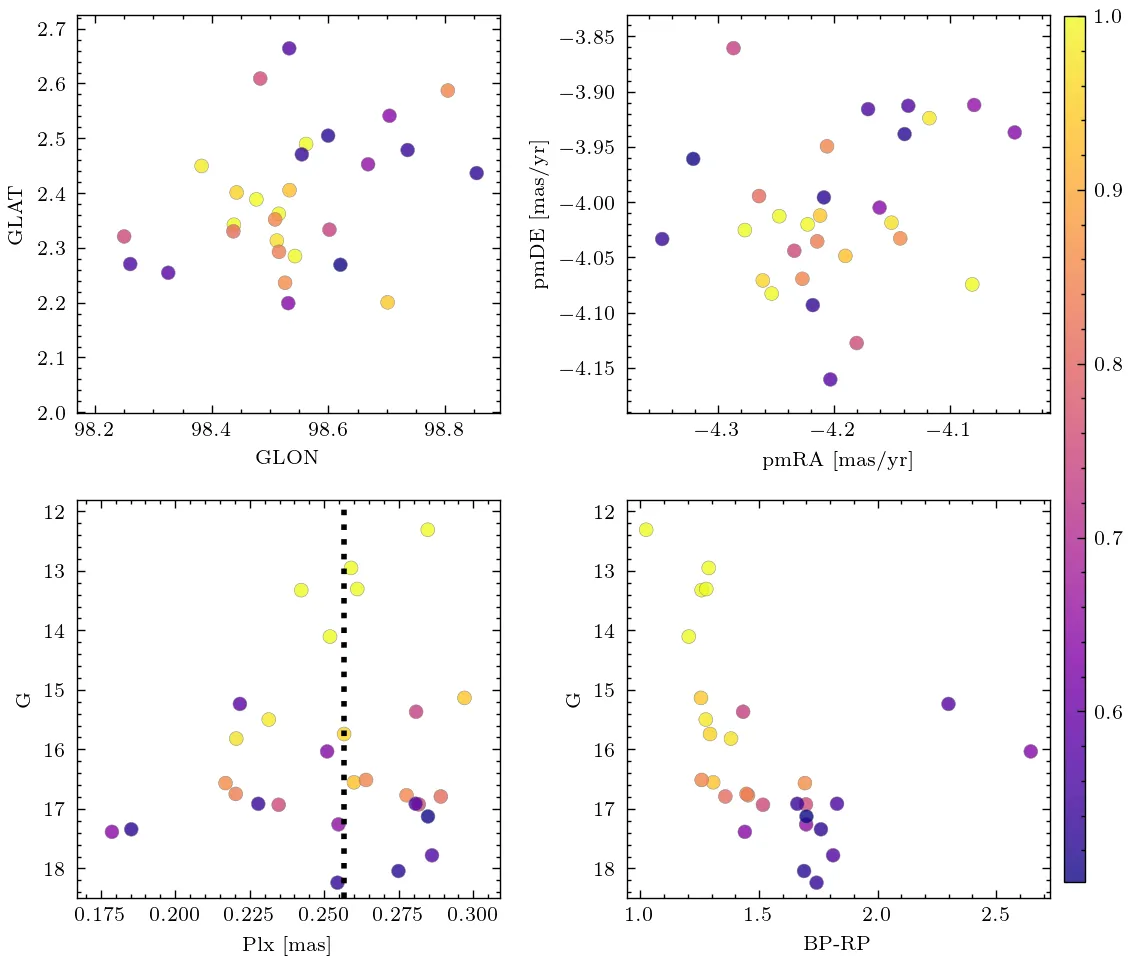 2.7
2.6
2.5
2.4
2.3
2.2
2.1
2.0
GLAT
98.2 98.4 98.6 98.8
GLON
−3.85
−3.90
−3.95
−4.00
−4.05
−4.10
−4.15
pmDE [mas/yr]
−4.3 −4.2 −4.1
pmRA [mas/yr]
1.0
0.9
0.8
0.7
0.6
12
13
14
15
16
17
18
G
0.175 0.200 0.225 0.250 0.275 0.300
Plx [mas]
12
13
14
15
16
17
18
G
1.0 1.5 2.0 2.5
BP-RP